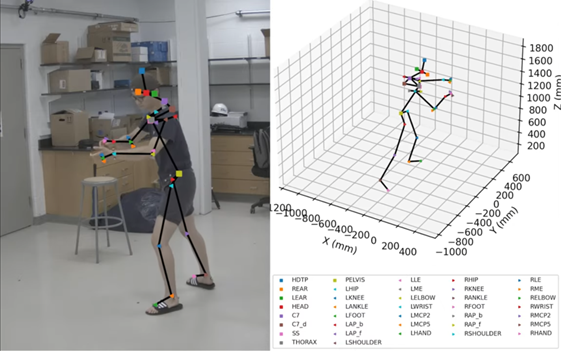 1800
1600
1400
1200
1000
800
600
400
200
Z (mm)
600
400
200
0
−200
−400
−600
−800
−1000
Y (mm)
1200
−1000
−800
−600
−400
−200
0
200
400
X (mm)
HDTP PELVIS LLE RHIP RLE
REAR LHIP LME RKNEE RME
LEAR LKNEE LELBOW RANKLE RELBOW
HEAD LANKLE LWRIST RFOOT RWRIST
C7 LFOOT LMCP2 RAP_b RMCP2
C7_d LAP_b LMCP5 RAP_f RMCP5
SS LAP_f LHAND RSHOULDER RHAND
THORAX LSHOULDER